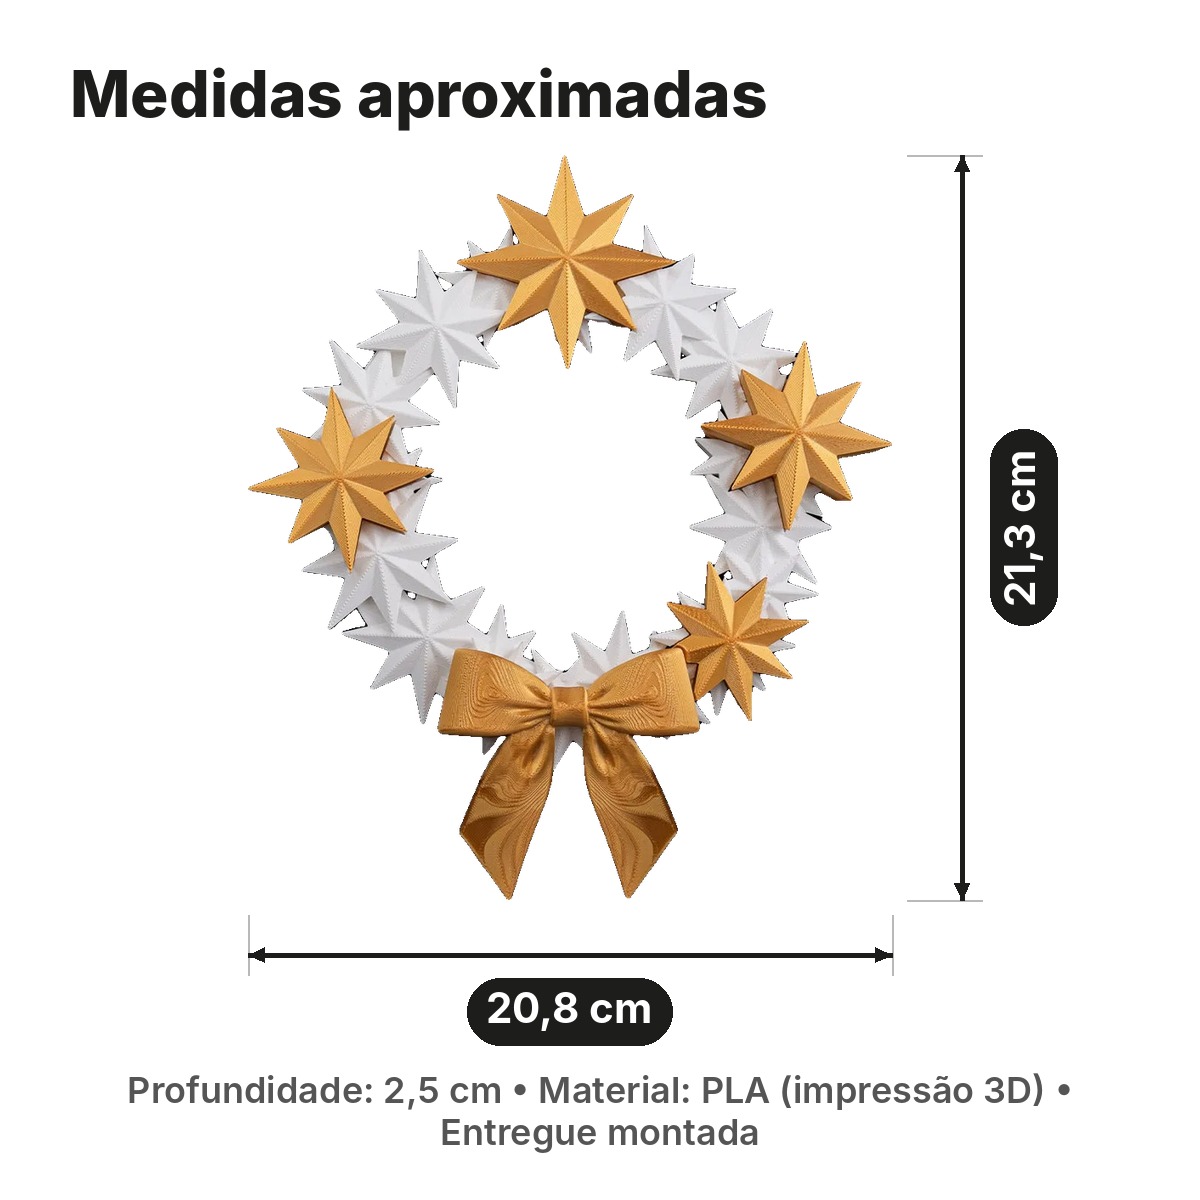 Medidas aproximadas
21,3 cm
20,8 cm
Profundidade: 2,5 cm • Material: PLA (impressão 3D) •
Entregue montada